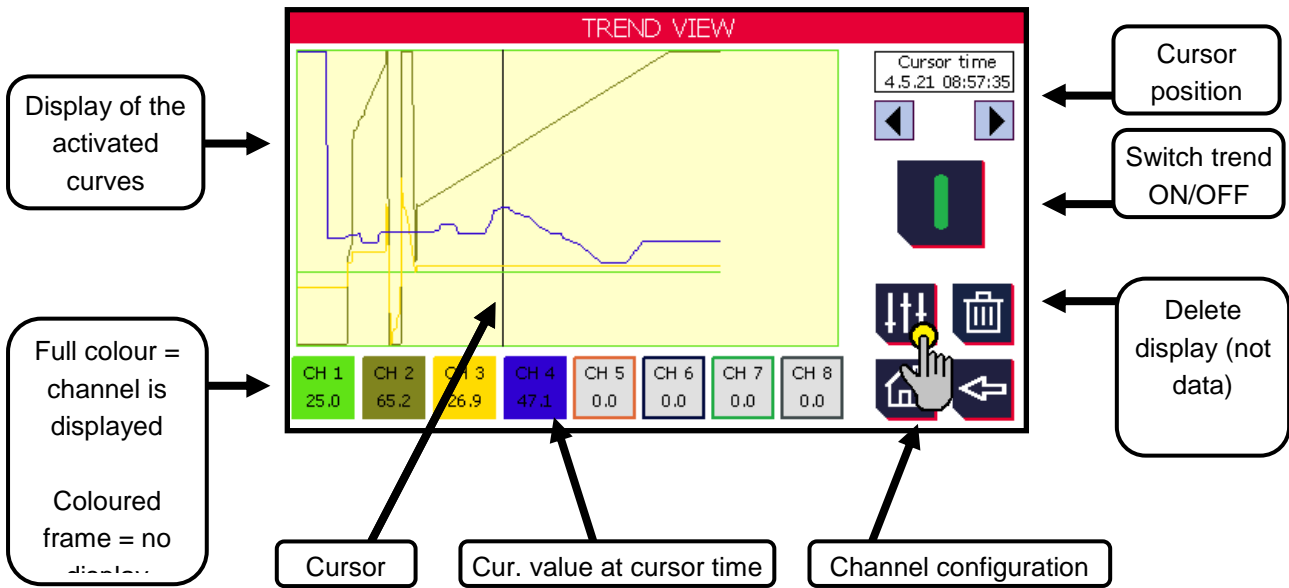 TREND VIEW
Cursor time
4.5.21 08:57:35
Display of the
activated
curves
Cursor
position
Switch trend
ON/OFF
Delete
display (not
data)
Full colour =
channel is
displayed
Coloured
frame = no
display
CH 1
25.0
CH 2
65.2
CH 3
26.9
CH 4
47.1
CH 5
0.0
CH 6
0.0
CH 7
0.0
CH 8
0.0
Cursor
Cur. value at cursor time
Channel configuration